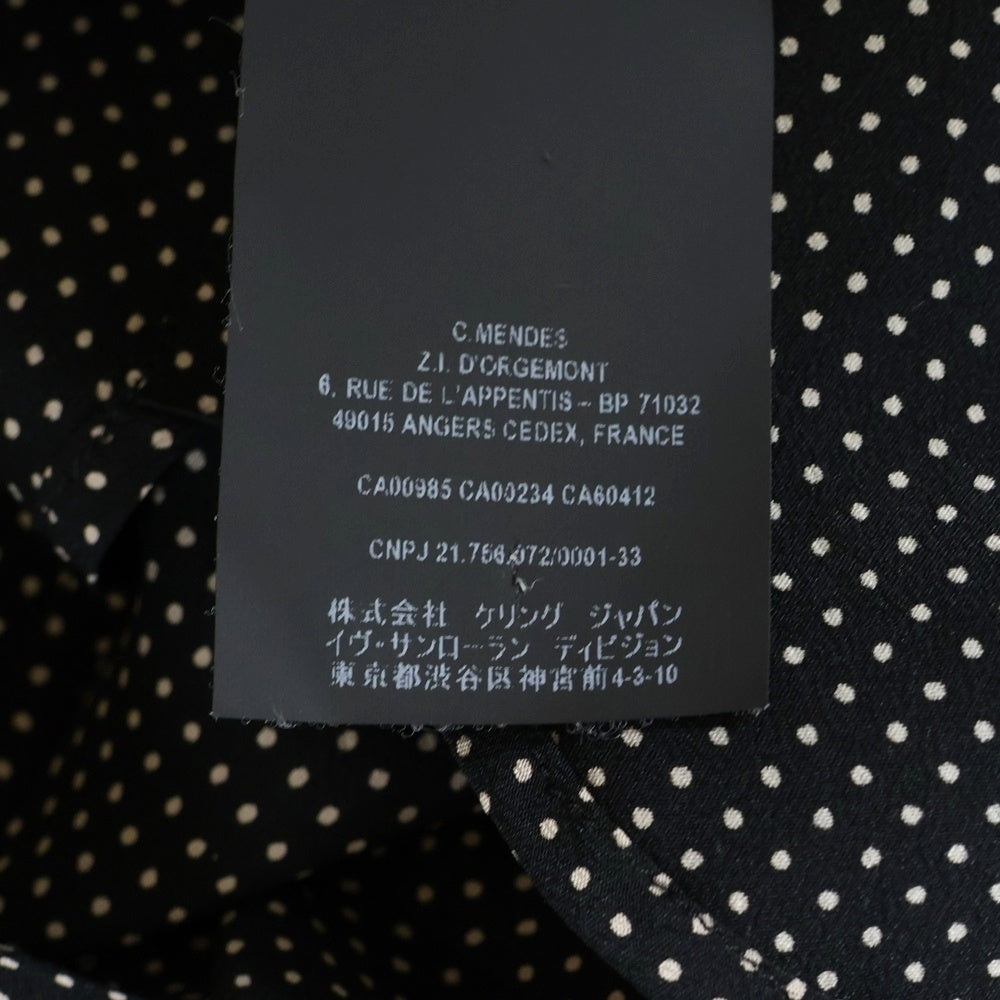 C.MENDES
Z.I. D'ORGEMONT
6, RUE DE L'APPENTIS – BP 71032
49015 ANGERS CEDEX, FRANCE
CA00985 CA00234 CA60412
CNPJ 21.756.072/0001-33
株式会社 ケリング ジャパン
イヴ・サンローラン ディビジョン
東京都渋谷区神宮前4-3-10